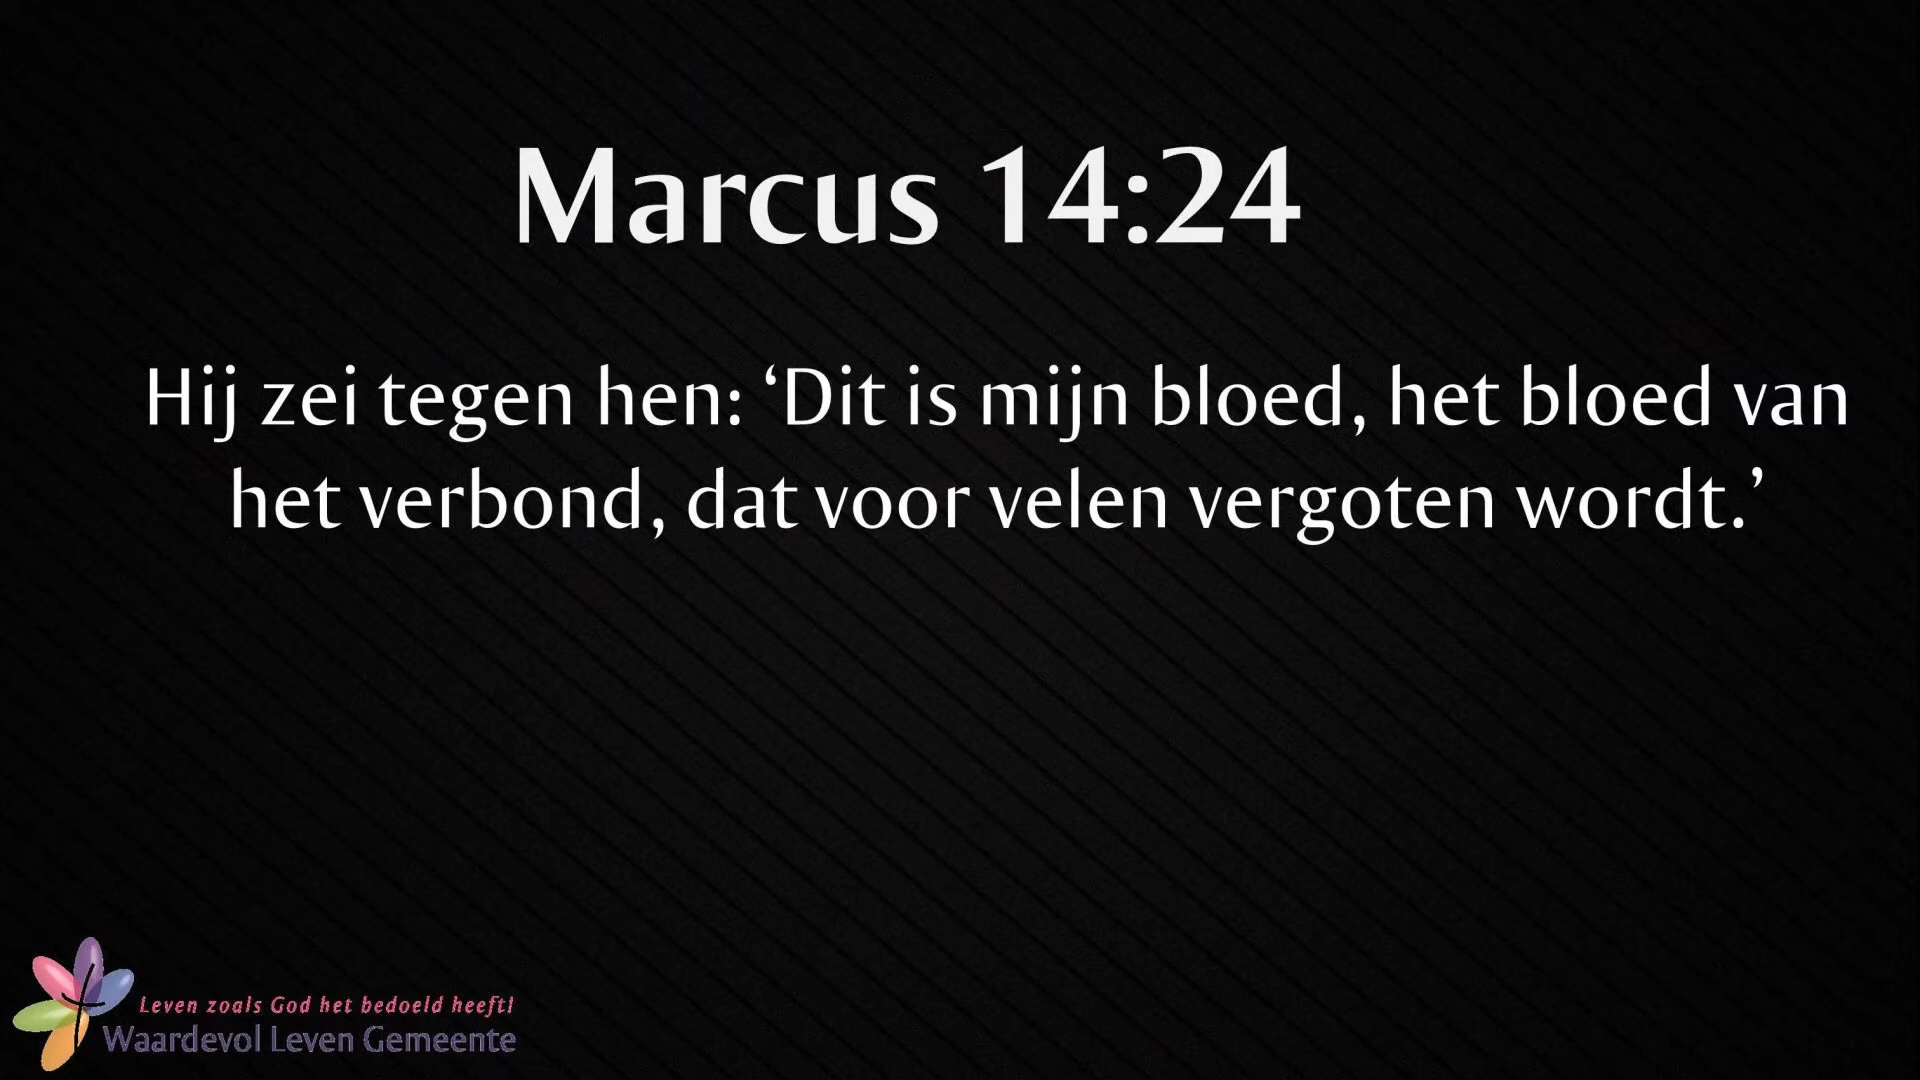 Marcus 14:24
Hij zei tegen hen: ‘Dit is mijn bloed, het bloed van
het verbond, dat voor velen vergoten wordt.’
Leven zoals God het bedoeld heeft!
Waardevol Leven Gemeente